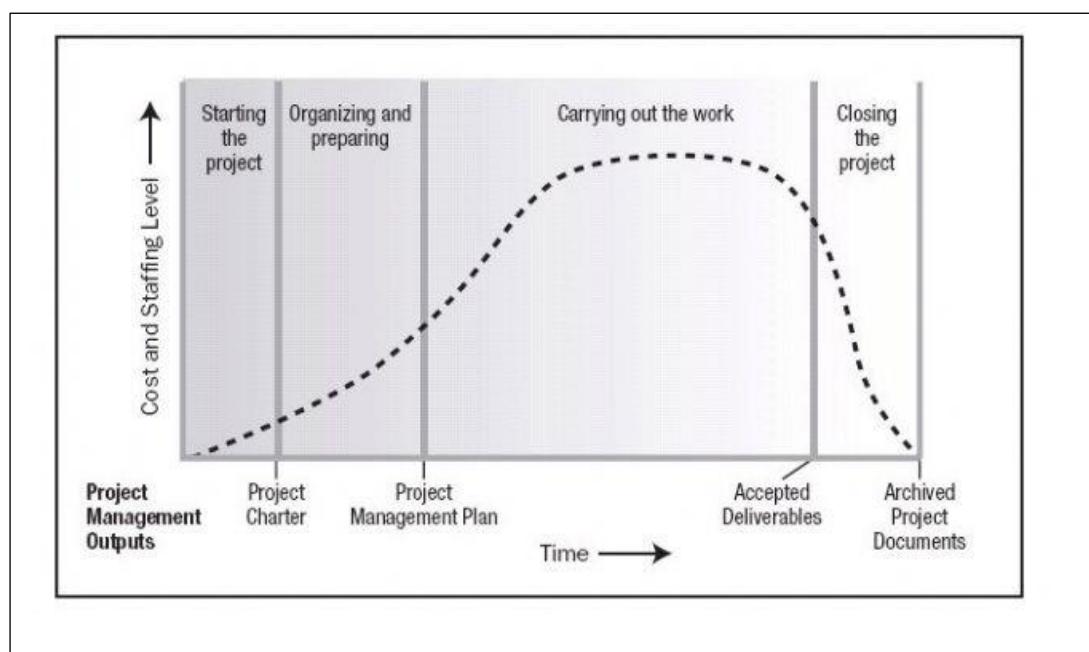 Starting
the
project
Organizing and
preparing
Carrying out the work
Closing
the
project
Cost and Staffing Level
Project
Management
Outputs
Project
Charter
Project
Management Plan
Accepted
Deliverables
Archived
Project
Documents
Time